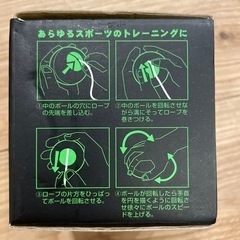 あらゆるスポーツのトレーニングに
①中のボールの穴にロープ
の先端を差し込む。
②中のボールを回転させな
がら溝にそってロープを
巻きつける。
③ロープの片方をひっぱっ
てボールを回転させる。
④ボールが回転したら手首
を円を描くように回転さ
せ徐々にボールのスピー
ドを上げる。